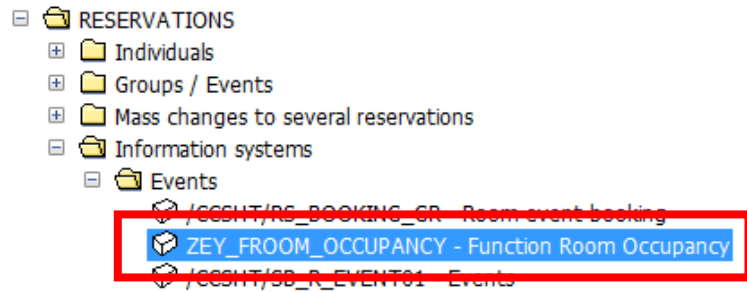 RESERVATIONS
Individuals
Groups / Events
Mass changes to several reservations
Information systems
Events
/CCSHT/RS_BOOKING_GR - Room event booking
ZEY_FROOM_OCCUPANCY - Function Room Occupancy
/CCSHT/SB_R_EVENT01 - Events